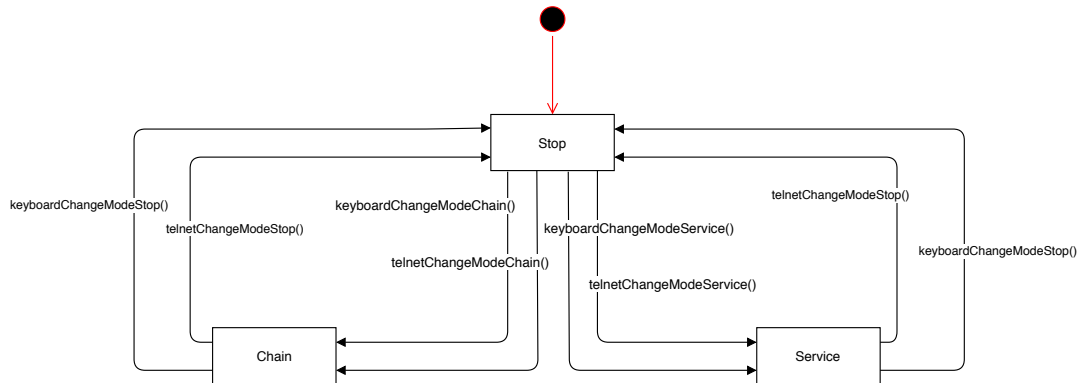 Stop
telnetChangeModeStop()
keyboardChangeModeStop()
keyboardChangeModeChain()
telnetChangeModeStop()
keyboardChangeModeService()
keyboardChangeModeStop()
telnetChangeModeChain()
telnetChangeModeService()
Chain
Service